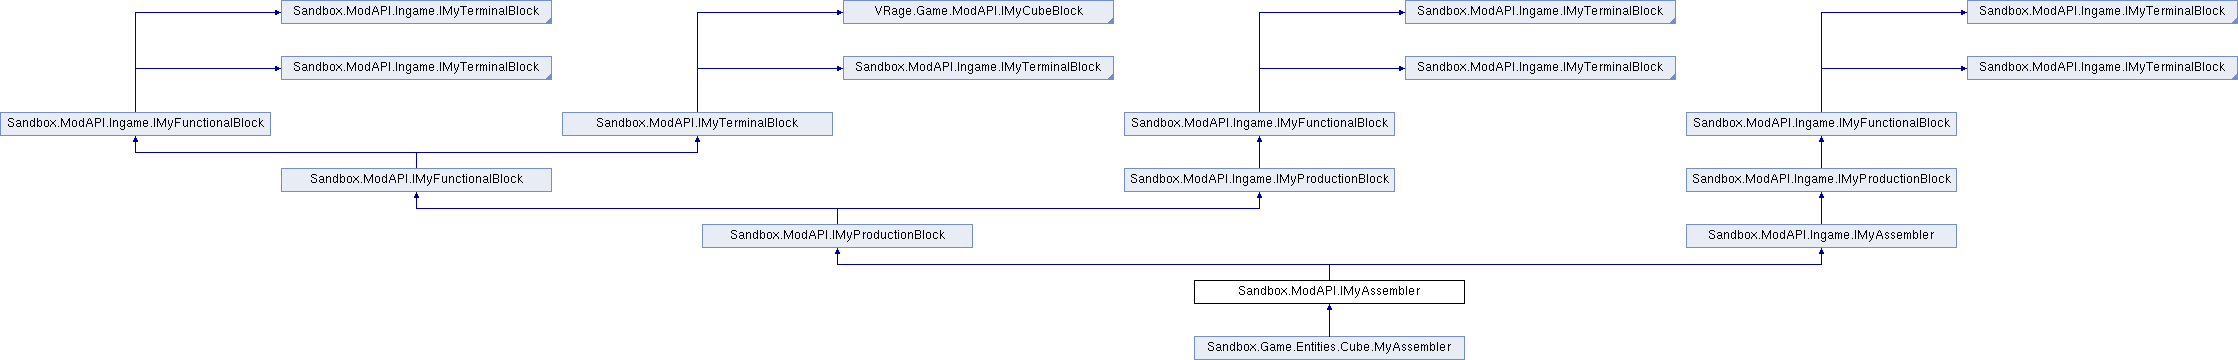 Sandbox.ModAPI.Ingame.IMyTerminalBlock
VRage.Game.ModAPI.IMyCubeBlock
Sandbox.ModAPI.Ingame.IMyTerminalBlock
Sandbox.ModAPI.Ingame.IMyTerminalBlock
Sandbox.ModAPI.Ingame.IMyTerminalBlock
Sandbox.ModAPI.Ingame.IMyTerminalBlock
Sandbox.ModAPI.Ingame.IMyTerminalBlock
Sandbox.ModAPI.Ingame.IMyTerminalBlock
Sandbox.ModAPI.Ingame.IMyFunctionalBlock
Sandbox.ModAPI.IMyTerminalBlock
Sandbox.ModAPI.Ingame.IMyFunctionalBlock
Sandbox.ModAPI.Ingame.IMyFunctionalBlock
Sandbox.ModAPI.IMyFunctionalBlock
Sandbox.ModAPI.Ingame.IMyProductionBlock
Sandbox.ModAPI.Ingame.IMyProductionBlock
Sandbox.ModAPI.IMyProductionBlock
Sandbox.ModAPI.Ingame.IMyAssembler
Sandbox.ModAPI.IMyAssembler
Sandbox.Game.Entities.Cube.MyAssembler